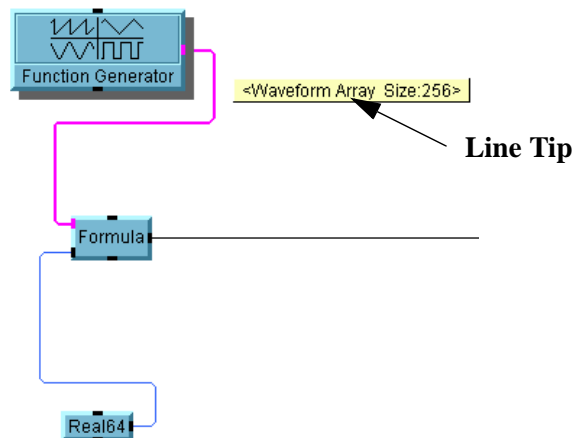 Function Generator
<Waveform Array Size:256>
Line Tip
Formula
Real64